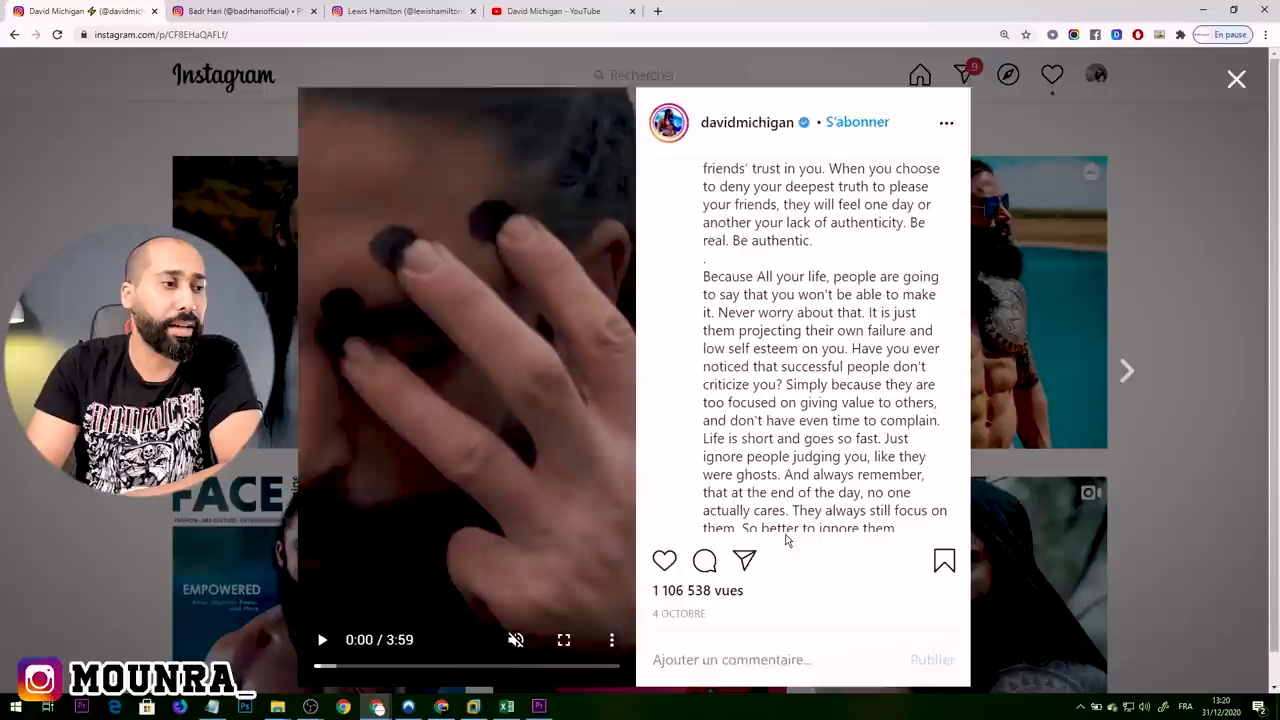 David Michigan ⚡ (@davidmich
Badr Hari (@badrhariofficial) •
Lewis Hamilton (@lewishamilton
David Michigan - YouTube
instagram.com/p/CF8EHaQAFLf/
En pause
Instagram
Rechercher
9
davidmichigan • S'abonner
friends' trust in you. When you choose
to deny your deepest truth to please
your friends, they will feel one day or
another your lack of authenticity. Be
real. Be authentic.
.
Because All your life, people are going
to say that you won't be able to make
it. Never worry about that. It is just
them projecting their own failure and
low self esteem on you. Have you ever
noticed that successful people don't
criticize you? Simply because they are
too focused on giving value to others,
and don't have even time to complain.
Life is short and goes so fast. Just
ignore people judging you, like they
were ghosts. And always remember,
that at the end of the day, no one
actually cares. They always still focus on
them. So better to ignore them
FACE
EMPOWERED
0:00 / 3:59
1 106 538 vues
4 OCTOBRE
Ajouter un commentaire...
Publier
MOUNRA_
FRA
13:20
31/12/2020
2